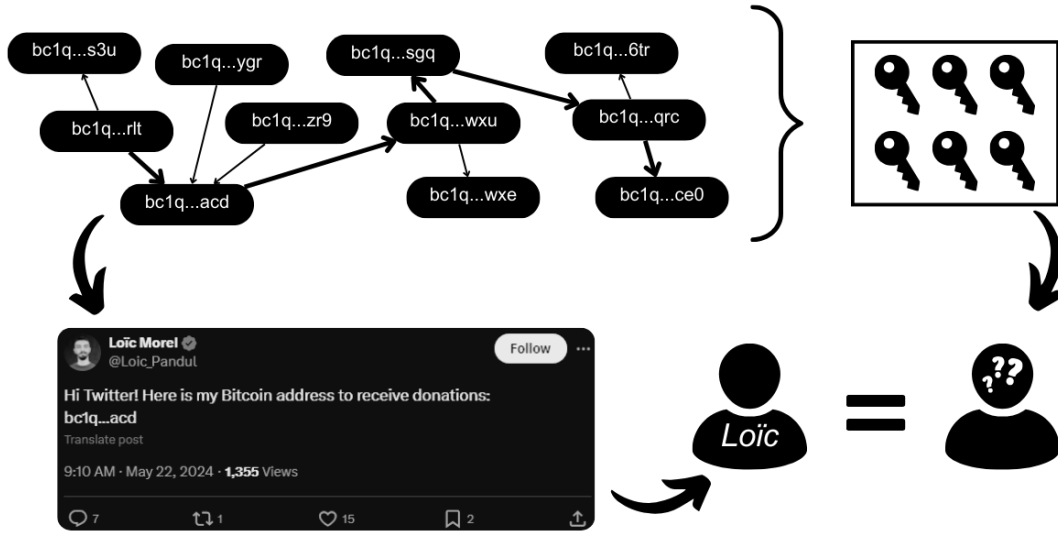 bc1q...s3u
bc1q...ygr
bc1q...sgq
bc1q...6tr
bc1q...rlt
bc1q...zr9
bc1q...wxu
bc1q...qrc
bc1q...acd
bc1q...wxe
bc1q...ce0
Loïc Morel
@Loic_Pandul
Follow
Hi Twitter! Here is my Bitcoin address to receive donations:
bc1q...acd
Translate post
9:10 AM · May 22, 2024 · 1,355 Views
7 1 15 2
Loïc
=
???